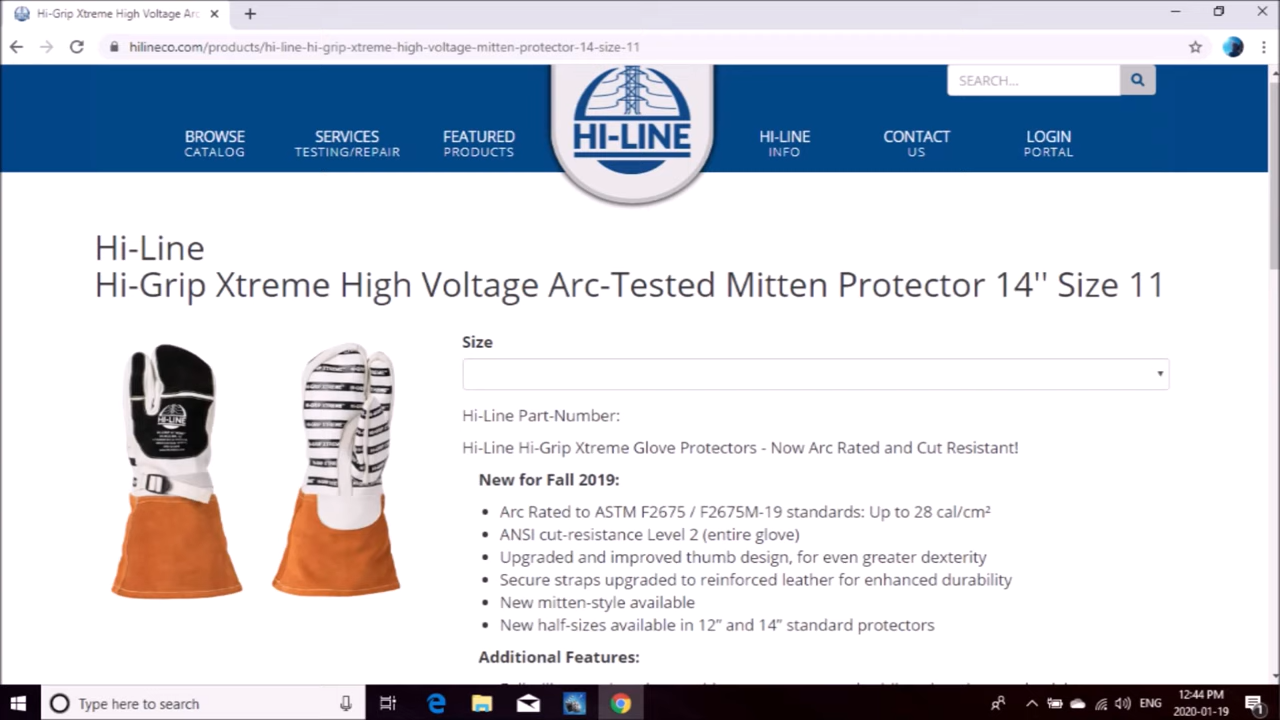 Hi-Grip Xtreme High Voltage Arc
hilineco.com/products/hi-line-hi-grip-xtreme-high-voltage-mitten-protector-14-size-11
SEARCH...
BROWSE
CATALOG
SERVICES
TESTING/REPAIR
FEATURED
PRODUCTS
HI-LINE
HI-LINE
INFO
CONTACT
US
LOGIN
PORTAL
Hi-Line
Hi-Grip Xtreme High Voltage Arc-Tested Mitten Protector 14'' Size 11
HI-LINE
Size
Hi-Line Part-Number:
Hi-Line Hi-Grip Xtreme Glove Protectors - Now Arc Rated and Cut Resistant!
New for Fall 2019:
• Arc Rated to ASTM F2675 / F2675M-19 standards: Up to 28 cal/cm²
• ANSI cut-resistance Level 2 (entire glove)
• Upgraded and improved thumb design, for even greater dexterity
• Secure straps upgraded to reinforced leather for enhanced durability
• New mitten-style available
• New half-sizes available in 12” and 14” standard protectors
Additional Features:
Type here to search
ENG
12:44 PM
2020-01-19
1